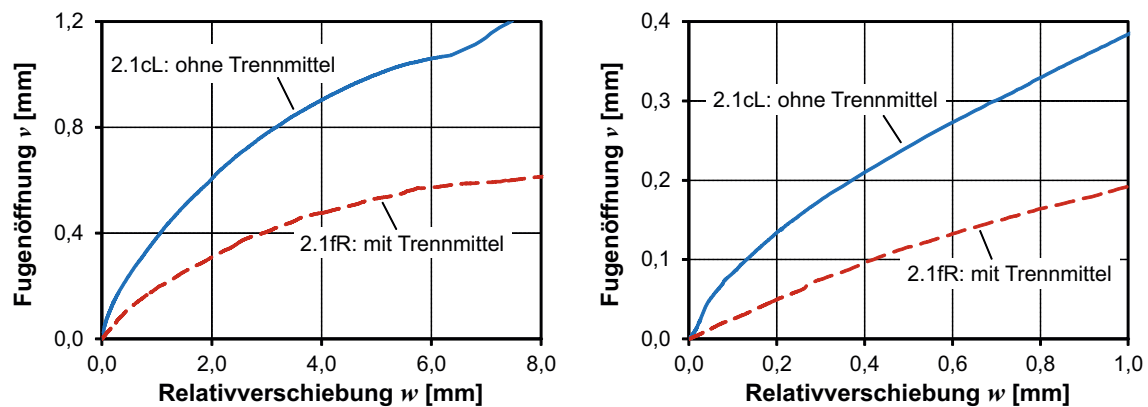 1,2
0,8
0,4
0,0
Fugenöffnung v [mm]
2.1cL: ohne Trennmittel
2.1fR: mit Trennmittel
0,0 2,0 4,0 6,0 8,0
Relativverschiebung w [mm]
0,4
0,3
0,2
0,1
0,0
Fugenöffnung v [mm]
2.1cL: ohne Trennmittel
2.1fR: mit Trennmittel
0,0 0,2 0,4 0,6 0,8 1,0
Relativverschiebung w [mm]